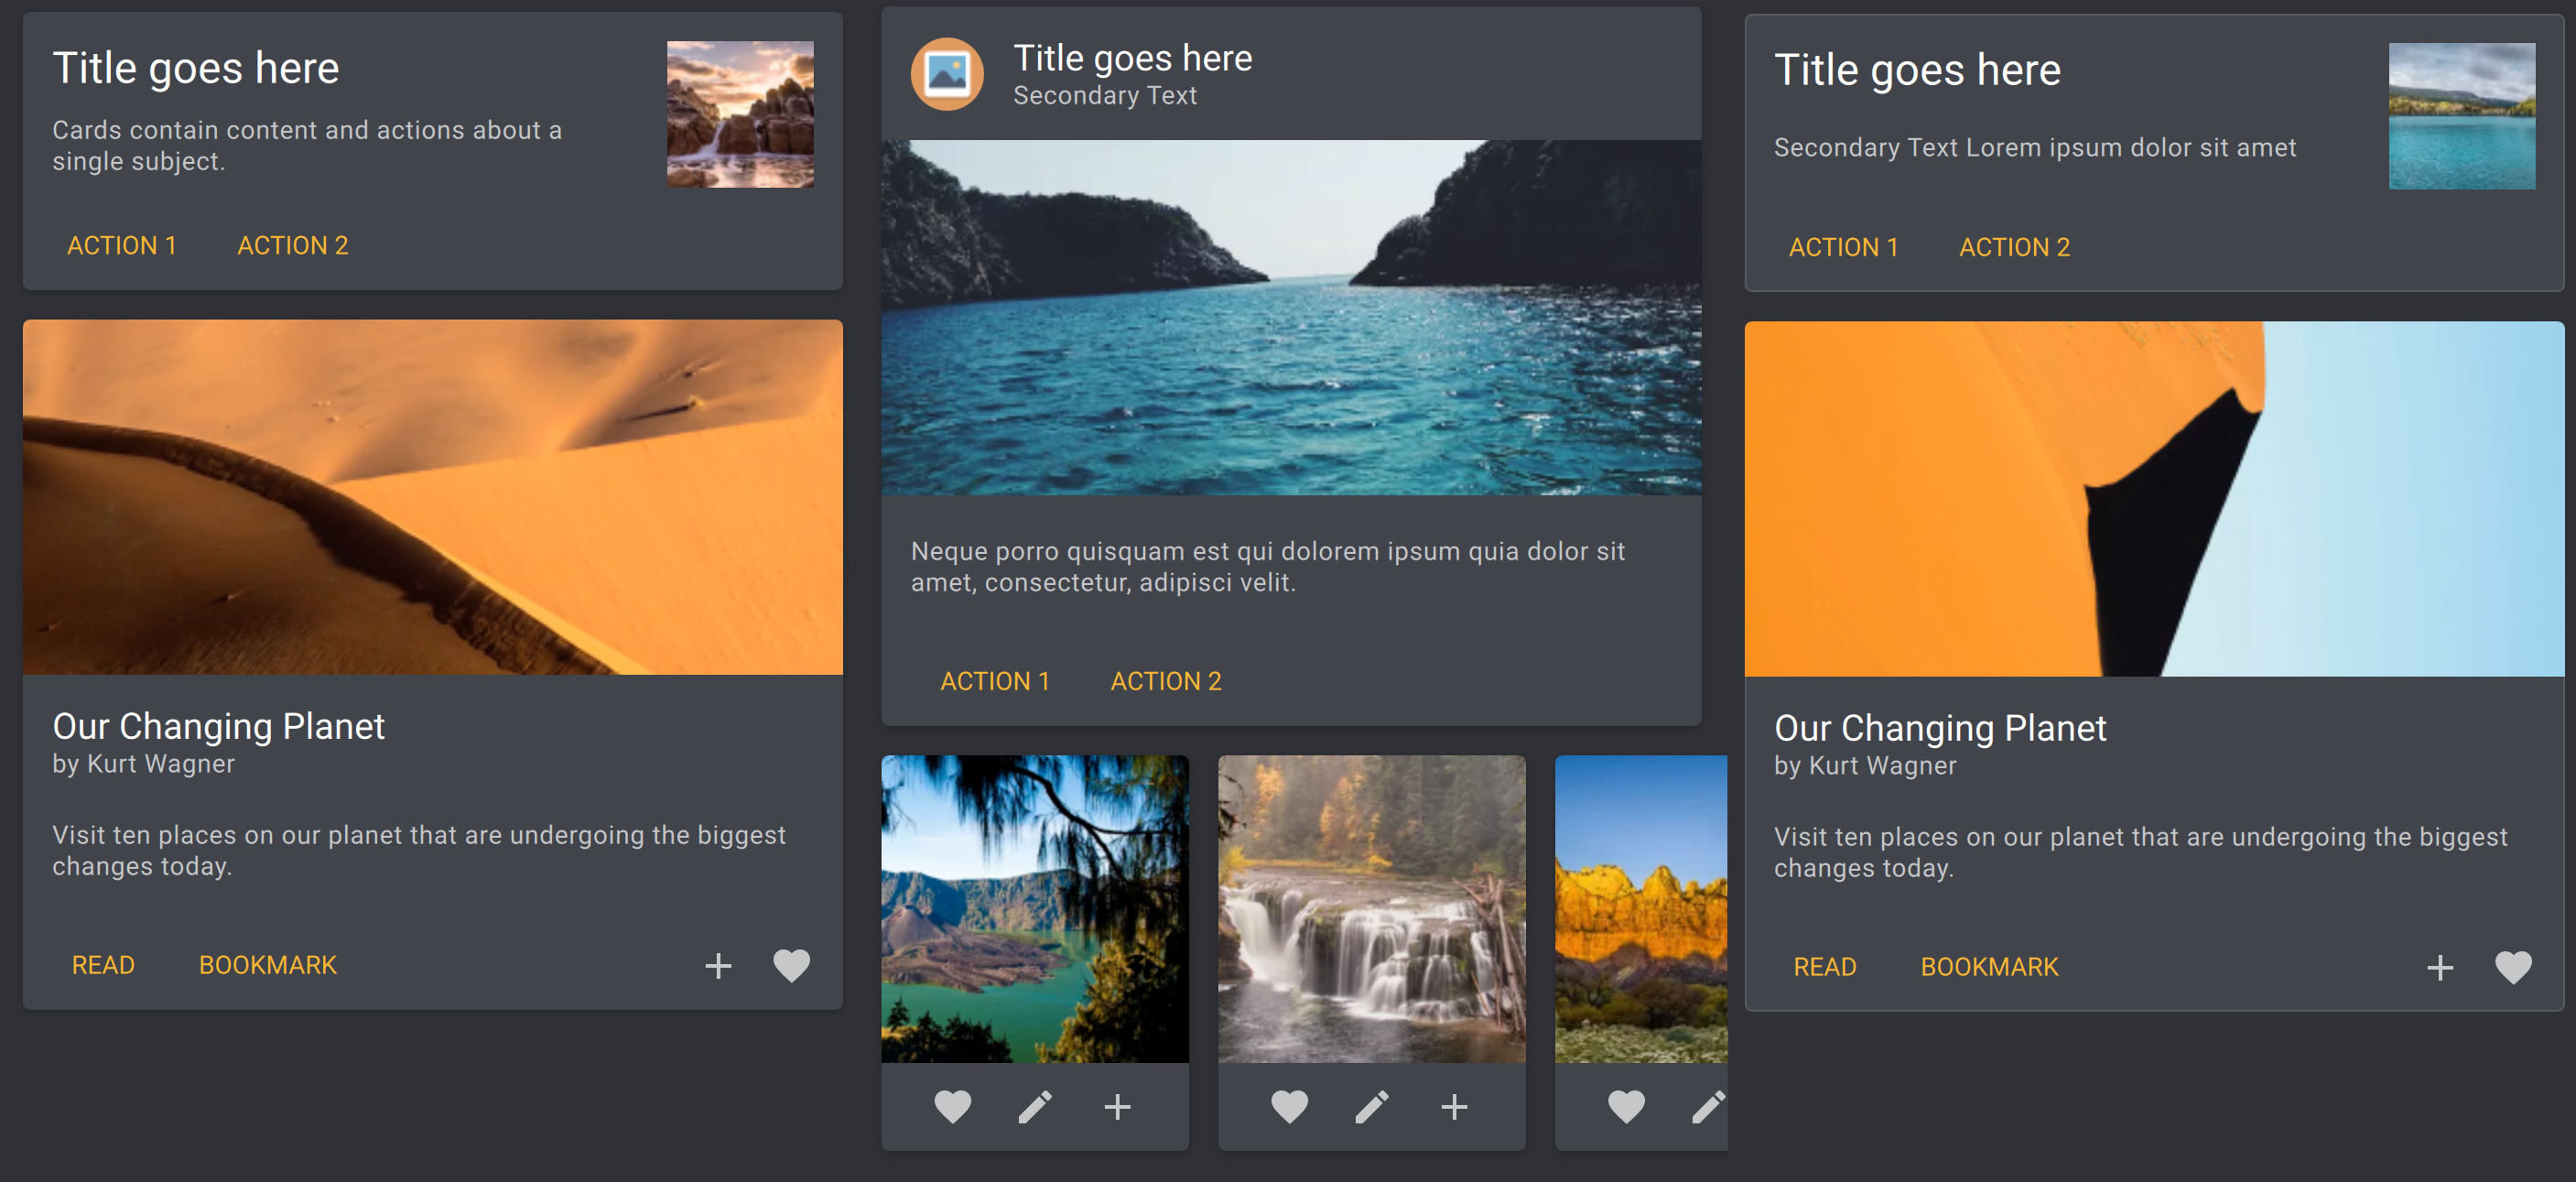 Title goes here
Cards contain content and actions about a
single subject.
ACTION 1 ACTION 2
Our Changing Planet
by Kurt Wagner
Visit ten places on our planet that are undergoing the biggest
changes today.
READ BOOKMARK
Title goes here
Secondary Text
Neque porro quisquam est qui dolorem ipsum quia dolor sit
amet, consectetur, adipisci velit.
ACTION 1 ACTION 2
Title goes here
Secondary Text Lorem ipsum dolor sit amet
ACTION 1 ACTION 2
Our Changing Planet
by Kurt Wagner
Visit ten places on our planet that are undergoing the biggest
changes today.
READ BOOKMARK